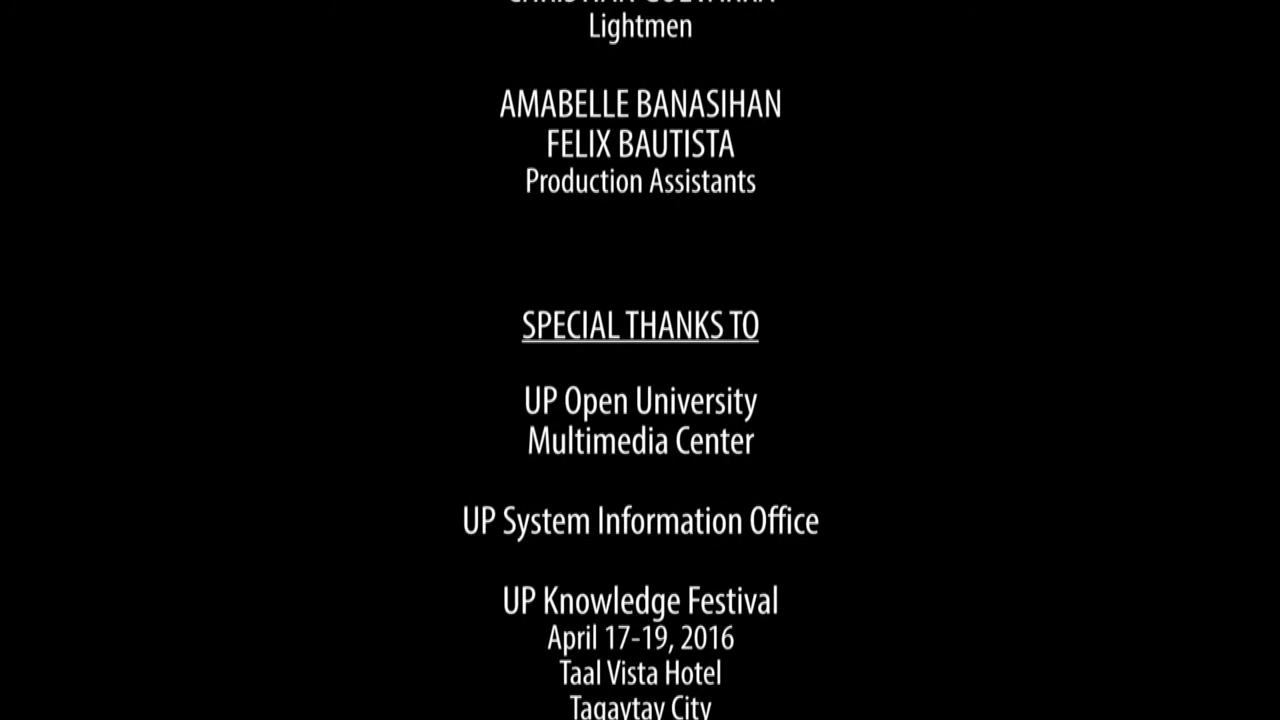 Lightmen
AMABELLE BANASIHAN
FELIX BAUTISTA
Production Assistants
SPECIAL THANKS TO
UP Open University
Multimedia Center
UP System Information Office
UP Knowledge Festival
April 17-19, 2016
Taal Vista Hotel
Tagaytay City